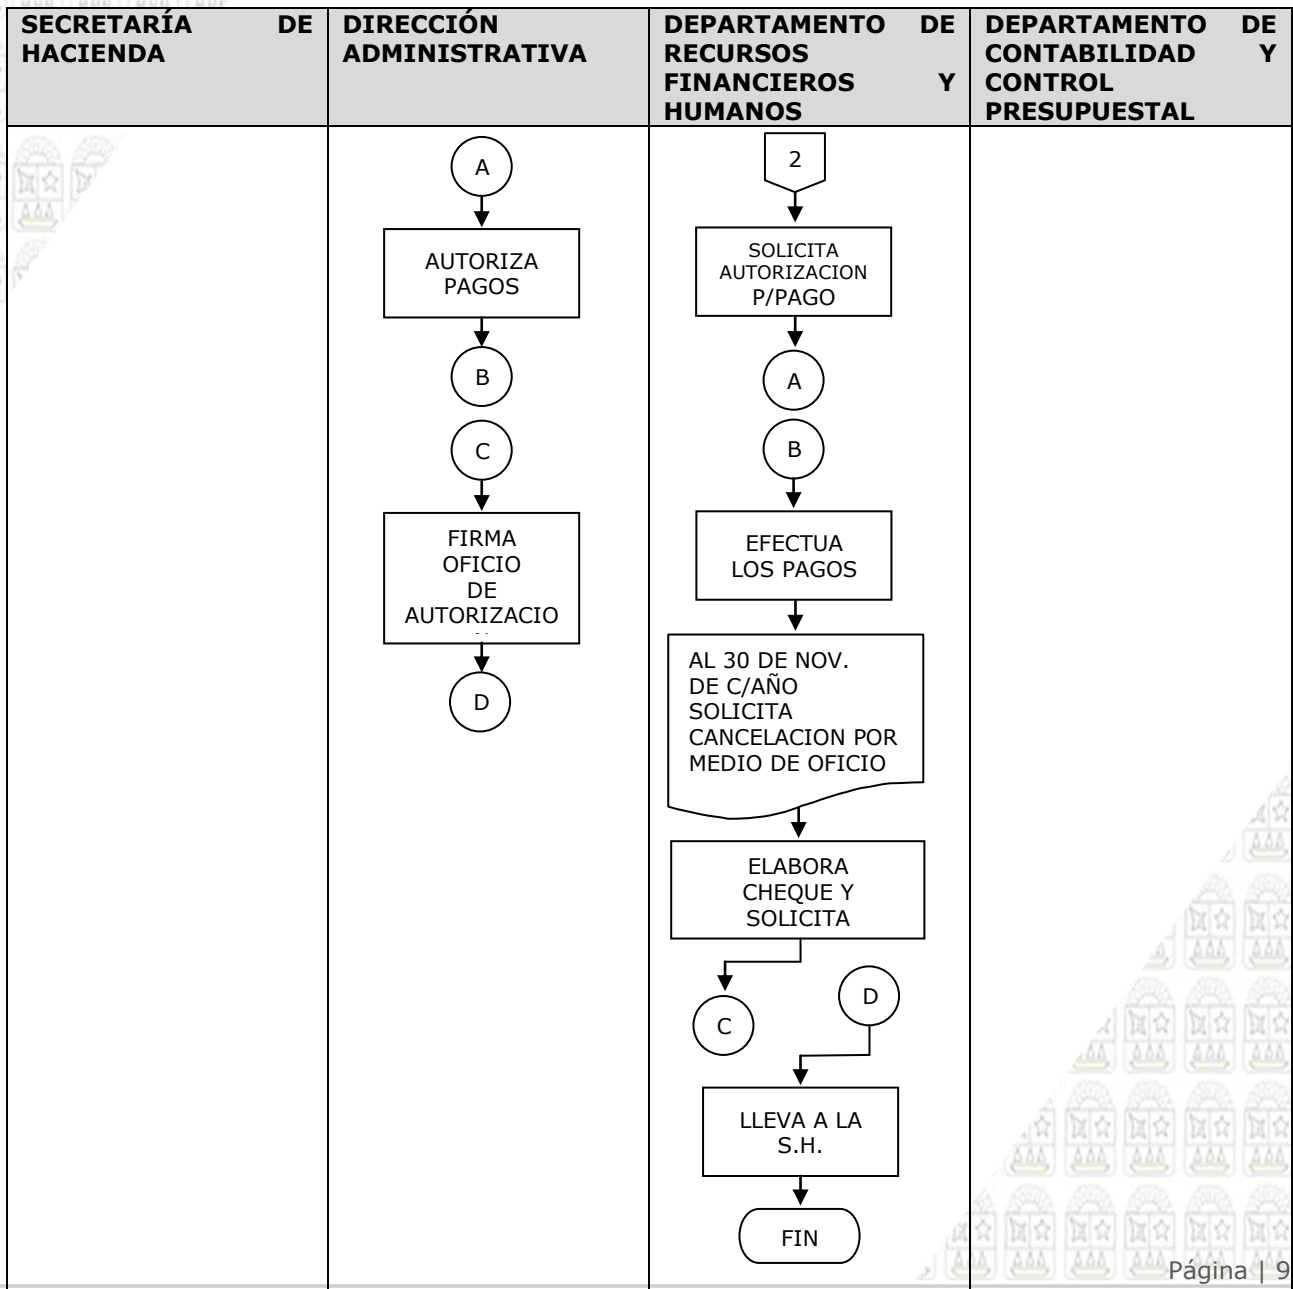 SECRETARÍA DE
HACIENDA
DIRECCIÓN
ADMINISTRATIVA
DEPARTAMENTO DE
RECURSOS
FINANCIEROS Y
HUMANOS
DEPARTAMENTO DE
CONTABILIDAD Y
CONTROL
PRESUPUESTAL
A
AUTORIZA
PAGOS
B
C
FIRMA
OFICIO
DE
AUTORIZACIO
D
2
SOLICITA
AUTORIZACION
P/PAGO
A
B
EFECTUA
LOS PAGOS
AL 30 DE NOV.
DE C/AÑO
SOLICITA
CANCELACION POR
MEDIO DE OFICIO
ELABORA
CHEQUE Y
SOLICITA
C
D
LLEVA A LA
S.H.
FIN
Página | 9